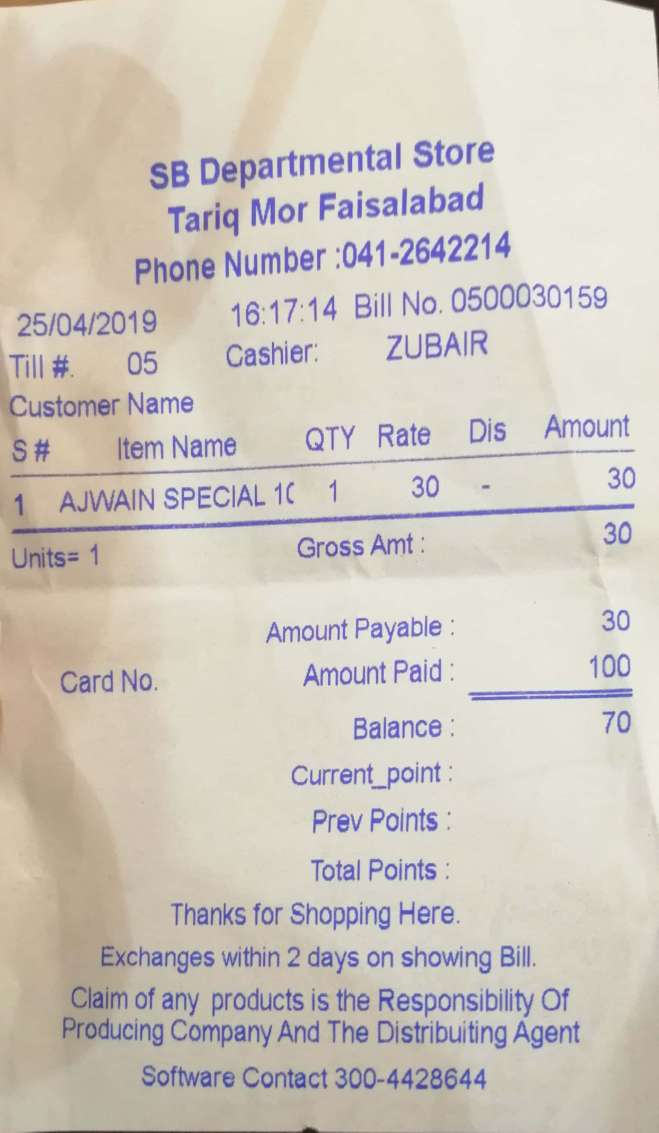 SB Departmental Store
Tariq Mor Faisalabad
Phone Number :041-2642214
25/04/2019 16:17:14 Bill No. 0500030159
Till #. 05 Cashier: ZUBAIR
Customer Name
S # Item Name QTY Rate Dis Amount
1 AJWAIN SPECIAL 10 1 30 - 30
Units= 1 Gross Amt : 30
Amount Payable : 30
Card No. Amount Paid : 100
Balance : 70
Current_point :
Prev Points :
Total Points :
Thanks for Shopping Here.
Exchanges within 2 days on showing Bill.
Claim of any products is the Responsibility Of
Producing Company And The Distribuiting Agent
Software Contact 300-4428644